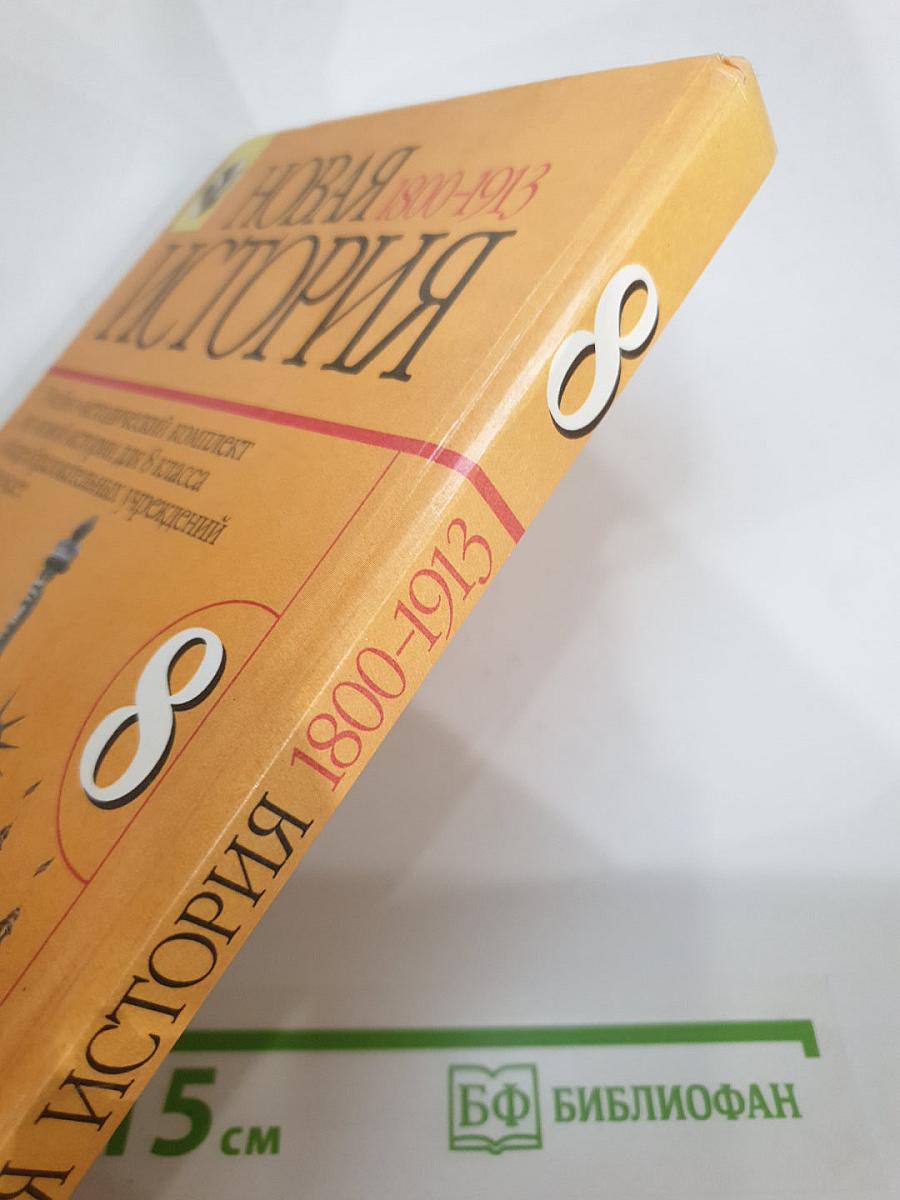 НОВАЯ 1800-1913
ИСТОРИЯ
Учебно-методический комплект
по новой истории для 8 класса
общеобразовательных учреждений
8
8
Я ИСТОРИЯ 1800-1913
15 см
БФ БИБЛИОФАН